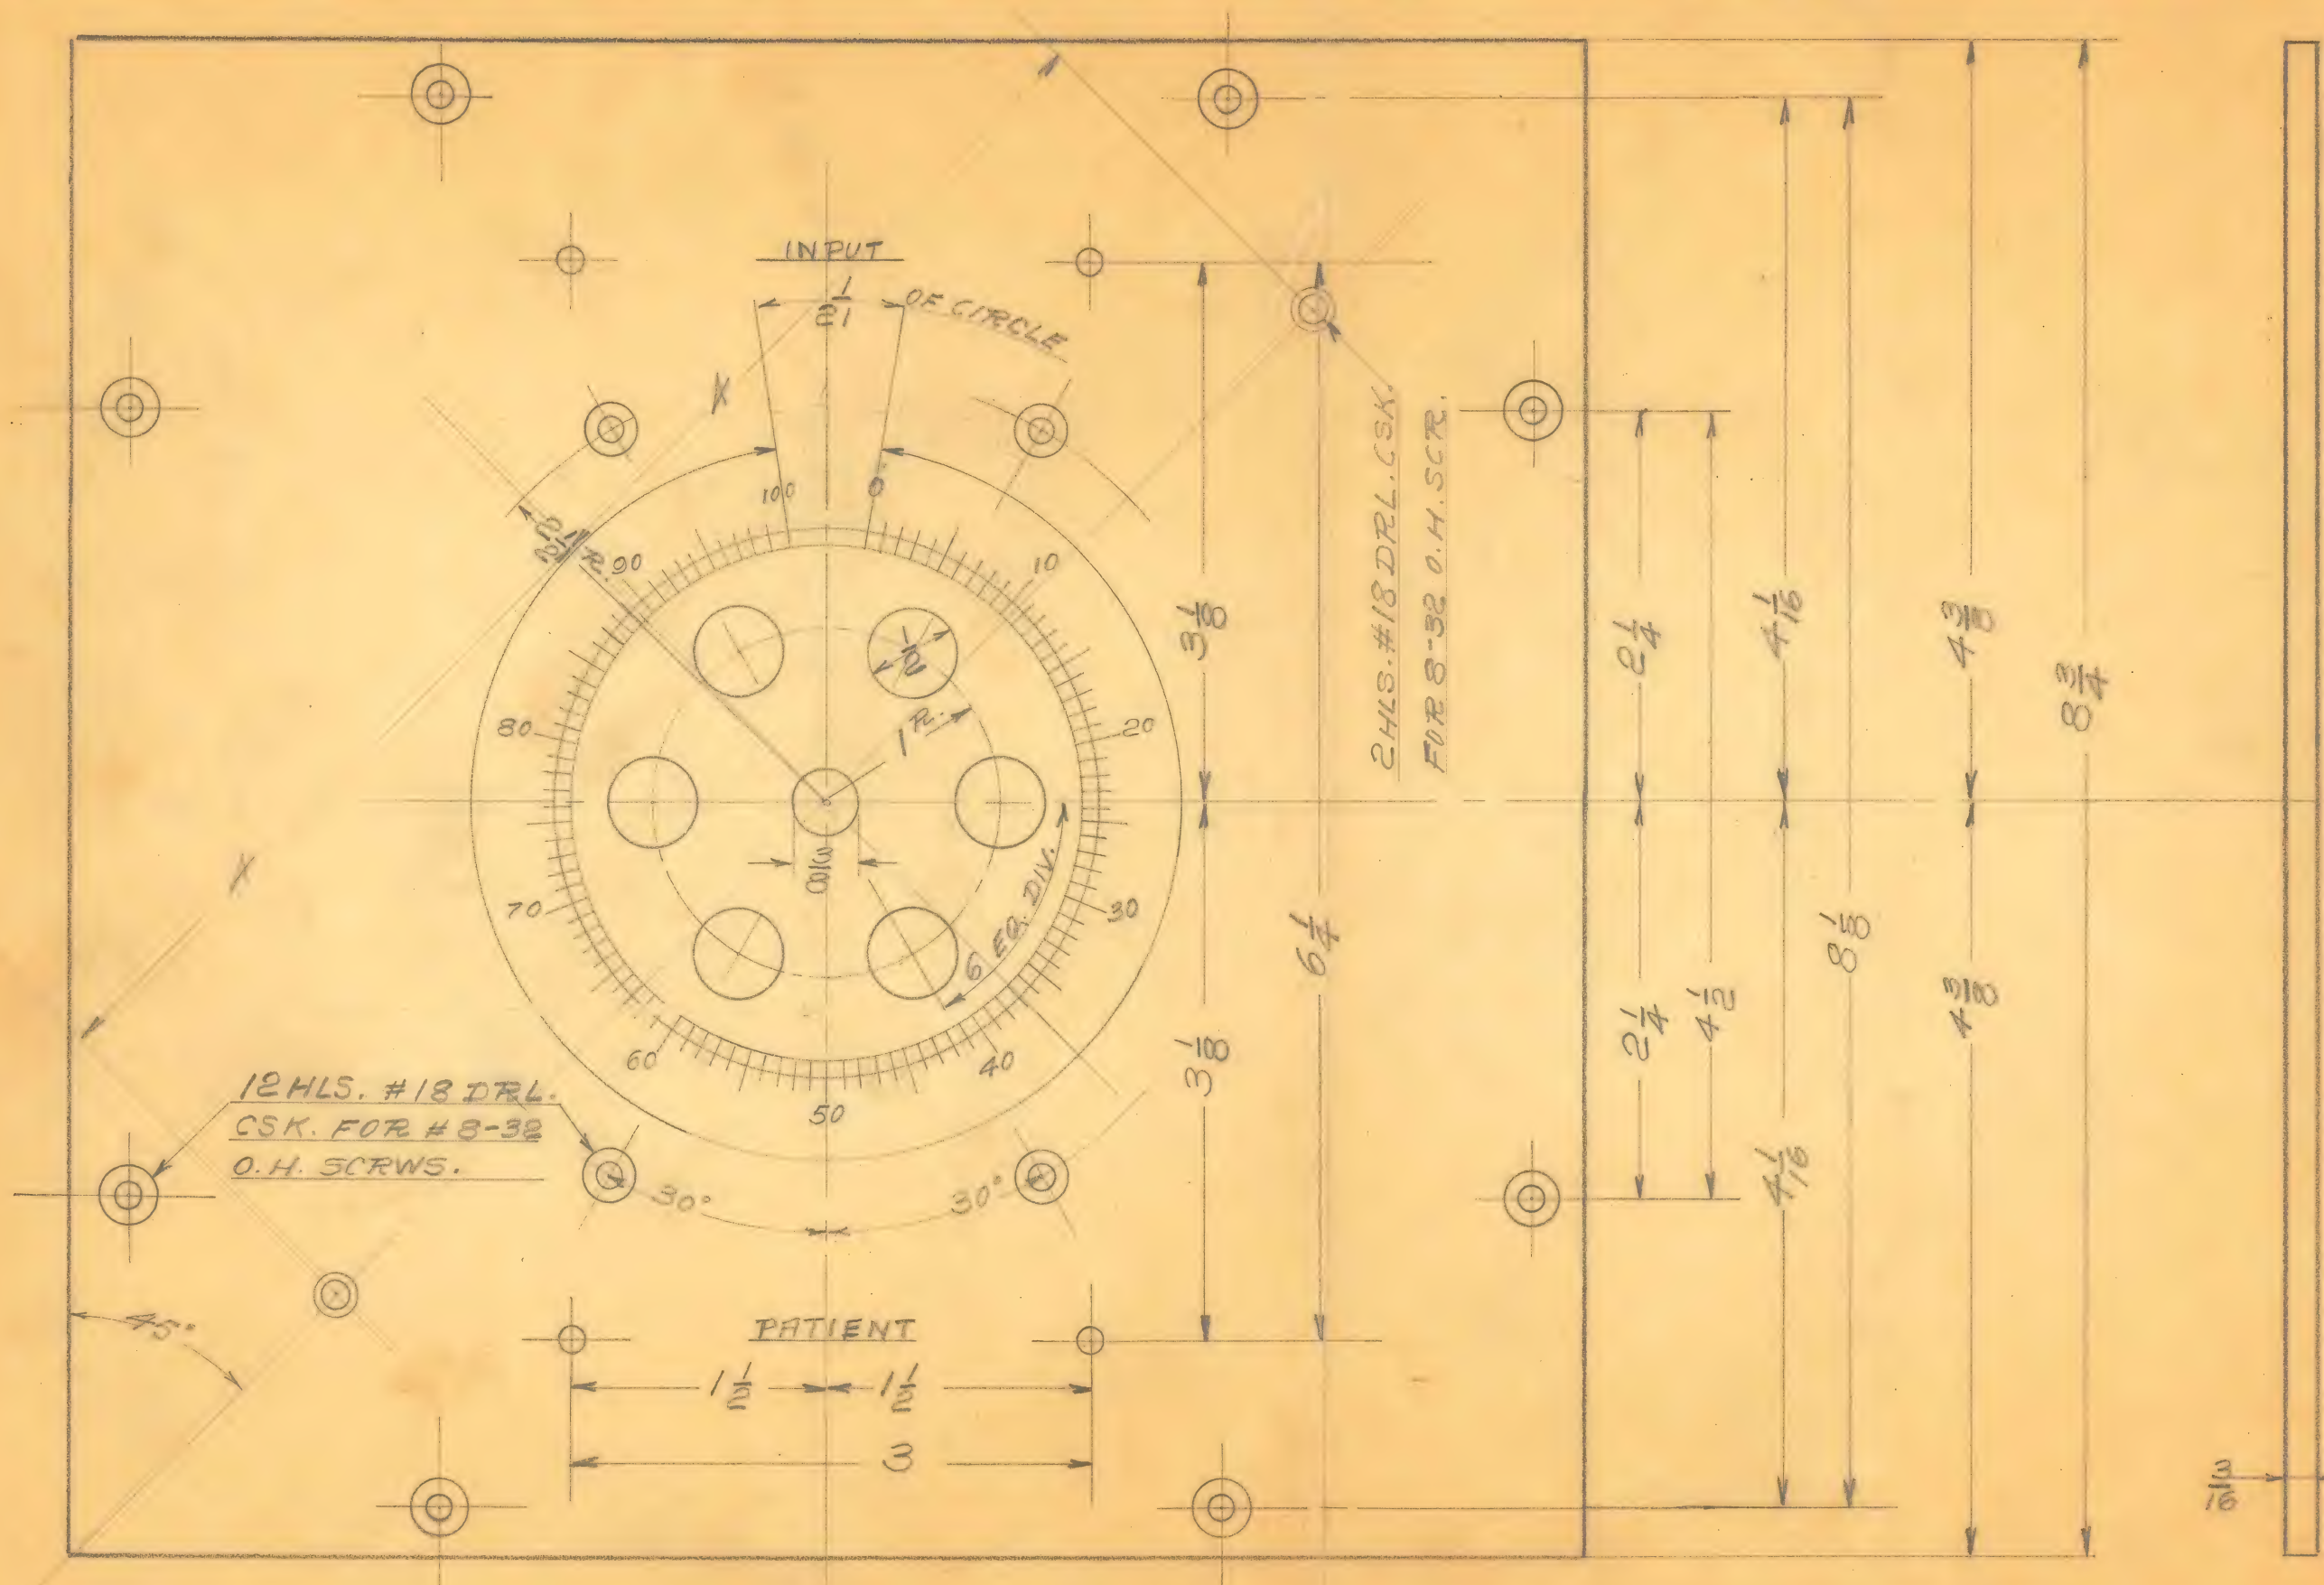 INPUT
1/21
OF CIRCLE
X
100
0
90
10
R.
1/2
1 R.
80
20
3/8
6 EQ. DIV.
70
30
60
40
50
X
12 HLS. #18 DRL.
CSK. FOR #8-32
O.H. SCRWS.
30°
30°
45°
PATIENT
1 1/2
1 1/2
3
2 HLS. #18 DRL. CSK.
FOR 8-32 O.H. SCR.
3 1/8
3 1/8
6 1/4
2 1/4
2 1/4
4 1/2
4 1/16
4 1/16
8 1/8
4 3/8
4 3/8
8 3/4
3/16